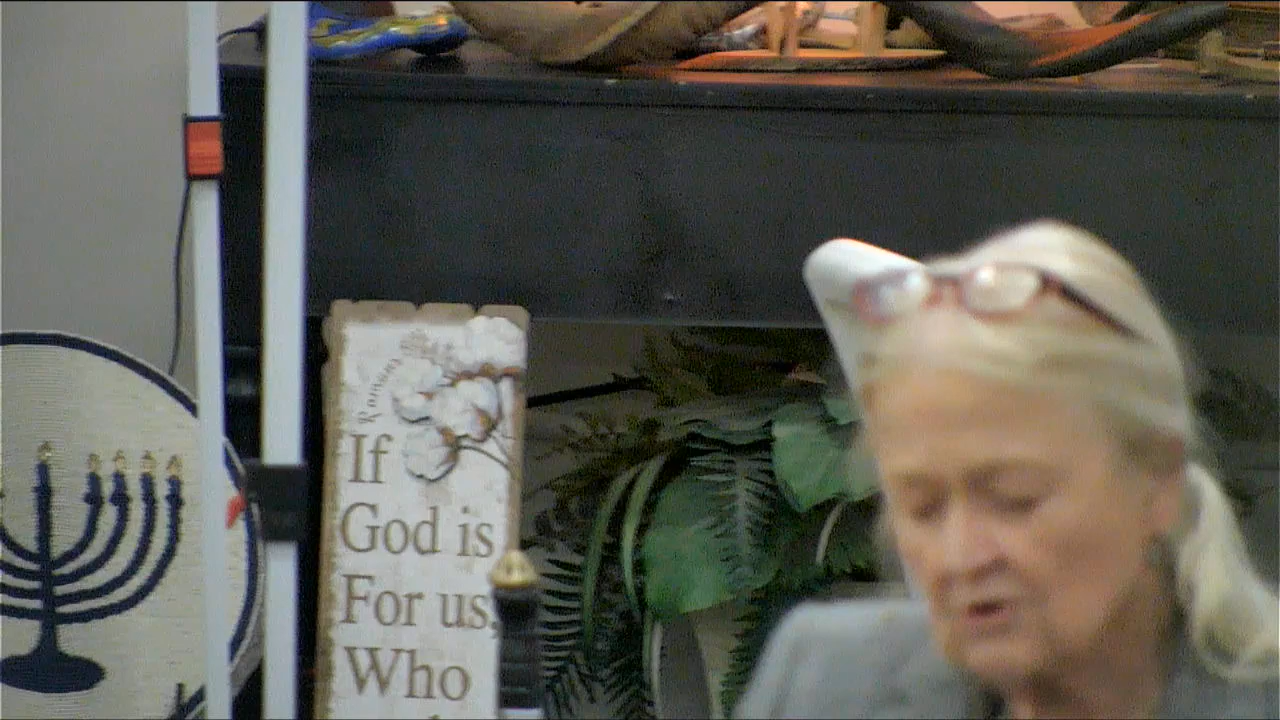 Romans
If
God is
For us,
Who